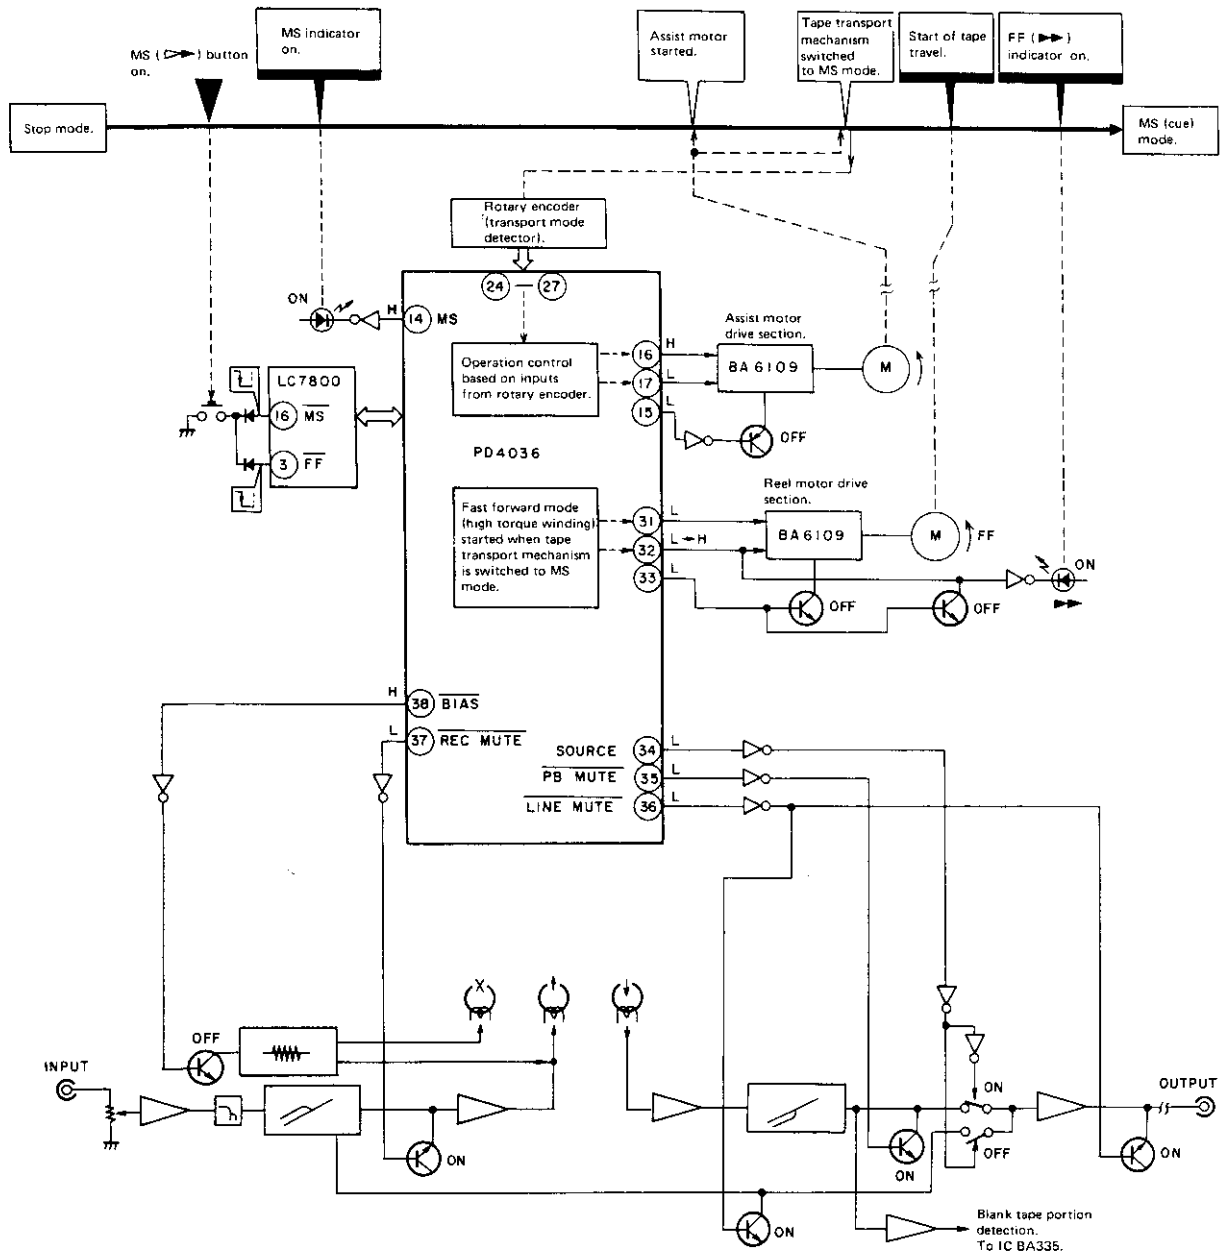 MS (▷▶) button
on.
MS indicator
on.
Assist motor
started.
Tape transport
mechanism
switched
to MS mode.
Start of tape
travel.
FF (▶▶)
indicator on.
Stop mode.
MS (cue)
mode.
Rotary encoder
(transport mode
detector).
24 — 27
ON
H
14 MS
Operation control
based on inputs
from rotary encoder.
16 H
17 L
15 L
Assist motor
drive section.
BA6109
M
OFF
LC7800
16 MS
3 FF
PD4036
Fast forward mode
(high torque winding)
started when tape
transport mechanism
is switched to MS
mode.
31 L
32 L → H
33 L
Reel motor drive
section.
BA6109
M
FF
OFF
OFF
ON
▶▶
H
38 BIAS
L
37 REC MUTE
SOURCE 34 L
PB MUTE 35 L
LINE MUTE 36 L
X
OFF
INPUT
ON
ON
ON
OFF
ON
ON
OUTPUT
Blank tape portion
detection.
To IC BA335.